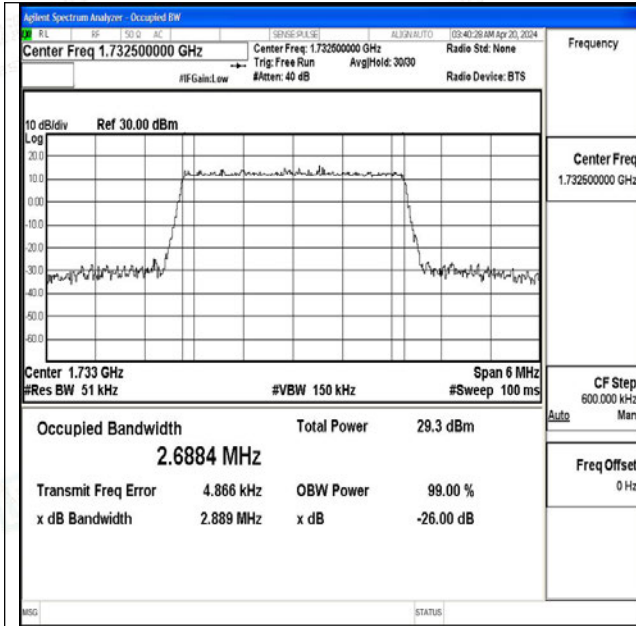 Agilent Spectrum Analyzer - Occupied BW
RL RF 50 Ω AC SENSE:PULSE ALIGNAUTO 03:40:28 AM Apr 20, 2024
Center Freq 1.732500000 GHz Center Freq: 1.732500000 GHz Radio Std: None
Trig: Free Run Avg|Hold: 30/30
#IFGain:Low #Atten: 40 dB Radio Device: BTS
10 dB/div Ref 30.00 dBm
Log
20.0
10.0
0.00
-10.0
-20.0
-30.0
-40.0
-50.0
-60.0
Center 1.733 GHz Span 6 MHz
#Res BW 51 kHz #VBW 150 kHz #Sweep 100 ms
Occupied Bandwidth Total Power 29.3 dBm
2.6884 MHz
Transmit Freq Error 4.866 kHz OBW Power 99.00 %
x dB Bandwidth 2.889 MHz x dB -26.00 dB
MSG STATUS
Frequency
Center Freq
1.732500000 GHz
CF Step
600.000 kHz
Auto Man
Freq Offset
0 Hz